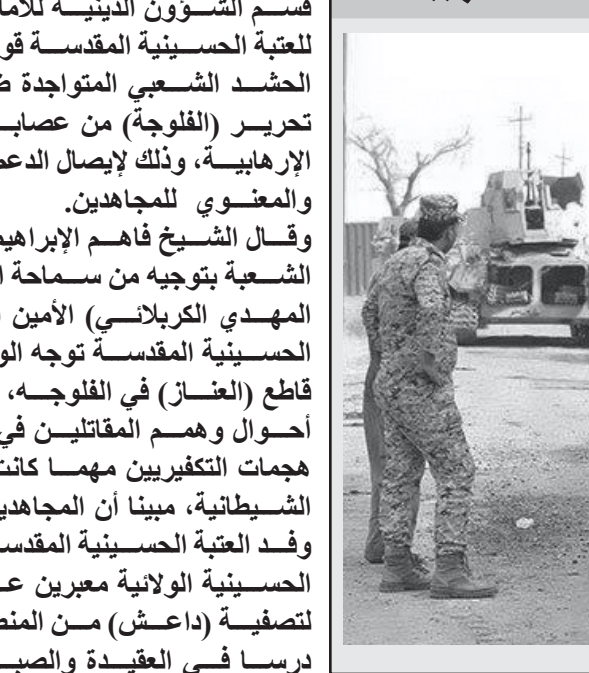 قسم الشؤون الدينية للأما
للعتبة الحسينية المقدسة قو
الحشد الشعبي المتواجدة ض
تحرير (الفلوجة) من عصاب
الإرهابية، وذلك لإيصال الدعم
والمعنوي للمجاهدين.
وقال الشيخ فاهم الإبراهيم
الشعبة بتوجيه من سماحة ا
المهدي الكربلائي) الأمين
الحسينية المقدسة توجه الو
قاطع (العناز) في الفلوجه،
أحوال وهمم المقاتلين في
هجمات التكفيريين مهما كانت
الشيطانية، مبينا أن المجاهدي
وفد العتبة الحسينية المقدس
الحسينية الولائية معبرين عـ
لتصفية (داعش) من المنط
درسا في العقيدة والصبـ